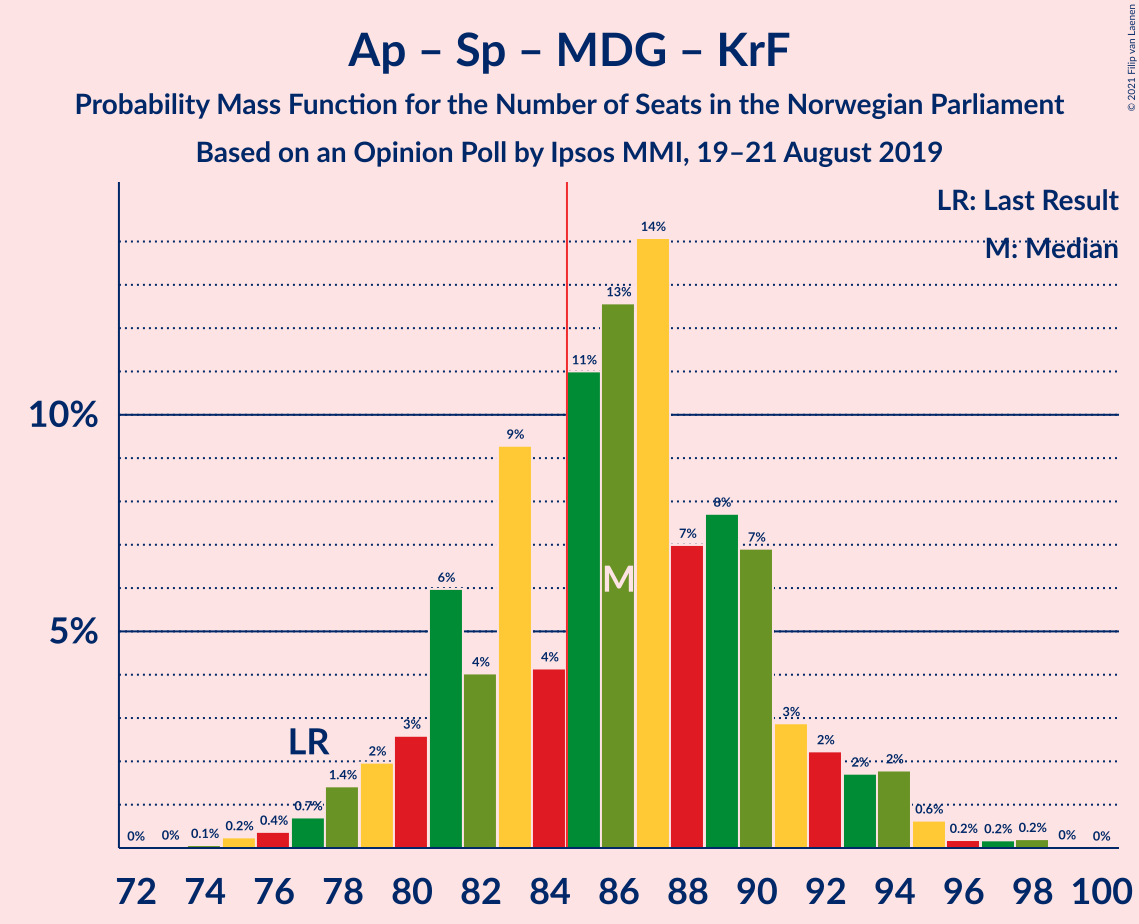 © 2021 Filip van Laenen
Ap – Sp – MDG – KrF
Probability Mass Function for the Number of Seats in the Norwegian Parliament
Based on an Opinion Poll by Ipsos MMI, 19–21 August 2019
LR: Last Result
M: Median
10%
5%
0% 0% 0.1% 0.2% 0.4% 0.7% 1.4% 2% 3% 6% 4% 9% 4% 11% 13% 14% 7% 8% 7% 3% 2% 2% 2% 0.6% 0.2% 0.2% 0.2% 0% 0%
LR
M
72 74 76 78 80 82 84 86 88 90 92 94 96 98 100